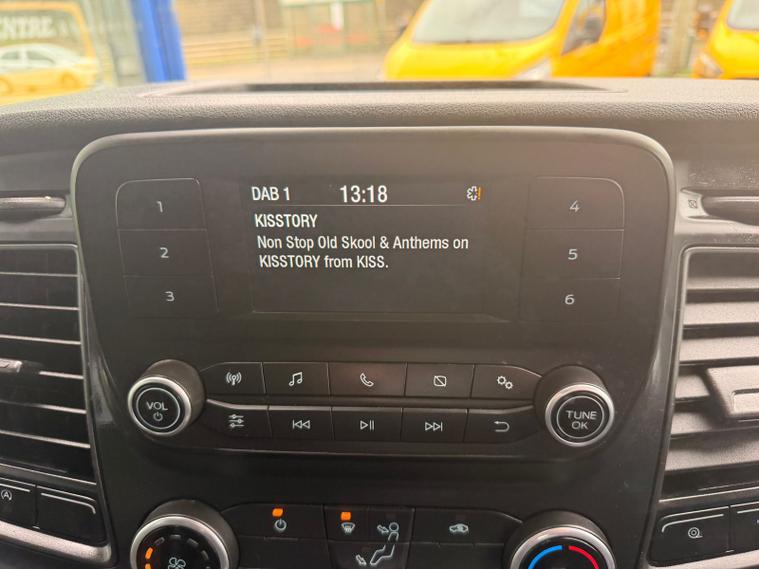 CENTRE
DAB 1 13:18
KISSTORY
Non Stop Old Skool & Anthems on
KISSTORY from KISS.
1
2
3
4
5
6
VOL
TUNE
OK
A